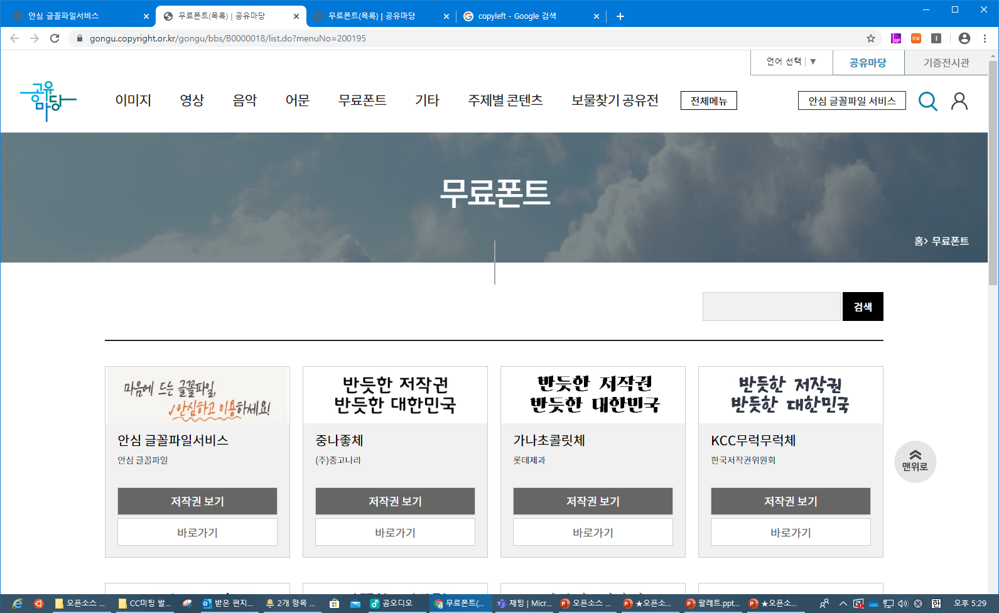 안심 글꼴파일서비스
무료폰트(목록) | 공유마당
무료폰트(목록) | 공유마당
copyleft - Google 검색
gongu.copyright.or.kr/gongu/bbs/B0000018/list.do?menuNo=200195
언어 선택 ▼
공유마당
기증전시관
공유마당
이미지
영상
음악
어문
무료폰트
기타
주제별 콘텐츠
보물찾기 공유전
전체메뉴
안심 글꼴파일 서비스
무료폰트
홈> 무료폰트
검색
마음에 드는 글꼴파일,
✓안심하고 이용하세요!
안심 글꼴파일서비스
안심 글꼴파일
저작권 보기
바로가기
반듯한 저작권
반듯한 대한민국
중나좋체
(주)중고나라
저작권 보기
바로가기
반듯한 저작권
반듯한 대한민국
가나초콜릿체
롯데제과
저작권 보기
바로가기
반듯한 저작권
반듯한 대한민국
KCC무럭무럭체
한국저작권위원회
저작권 보기
바로가기
맨위로
오픈소스 ...
CC미팅 발...
받은 편지...
2개 항목 ...
곰오디오
무료폰트(...
채팅 | Micr...
오픈소스 ...
★오픈소...
팔레트.ppt...
★오픈소...
한
오후 5:29